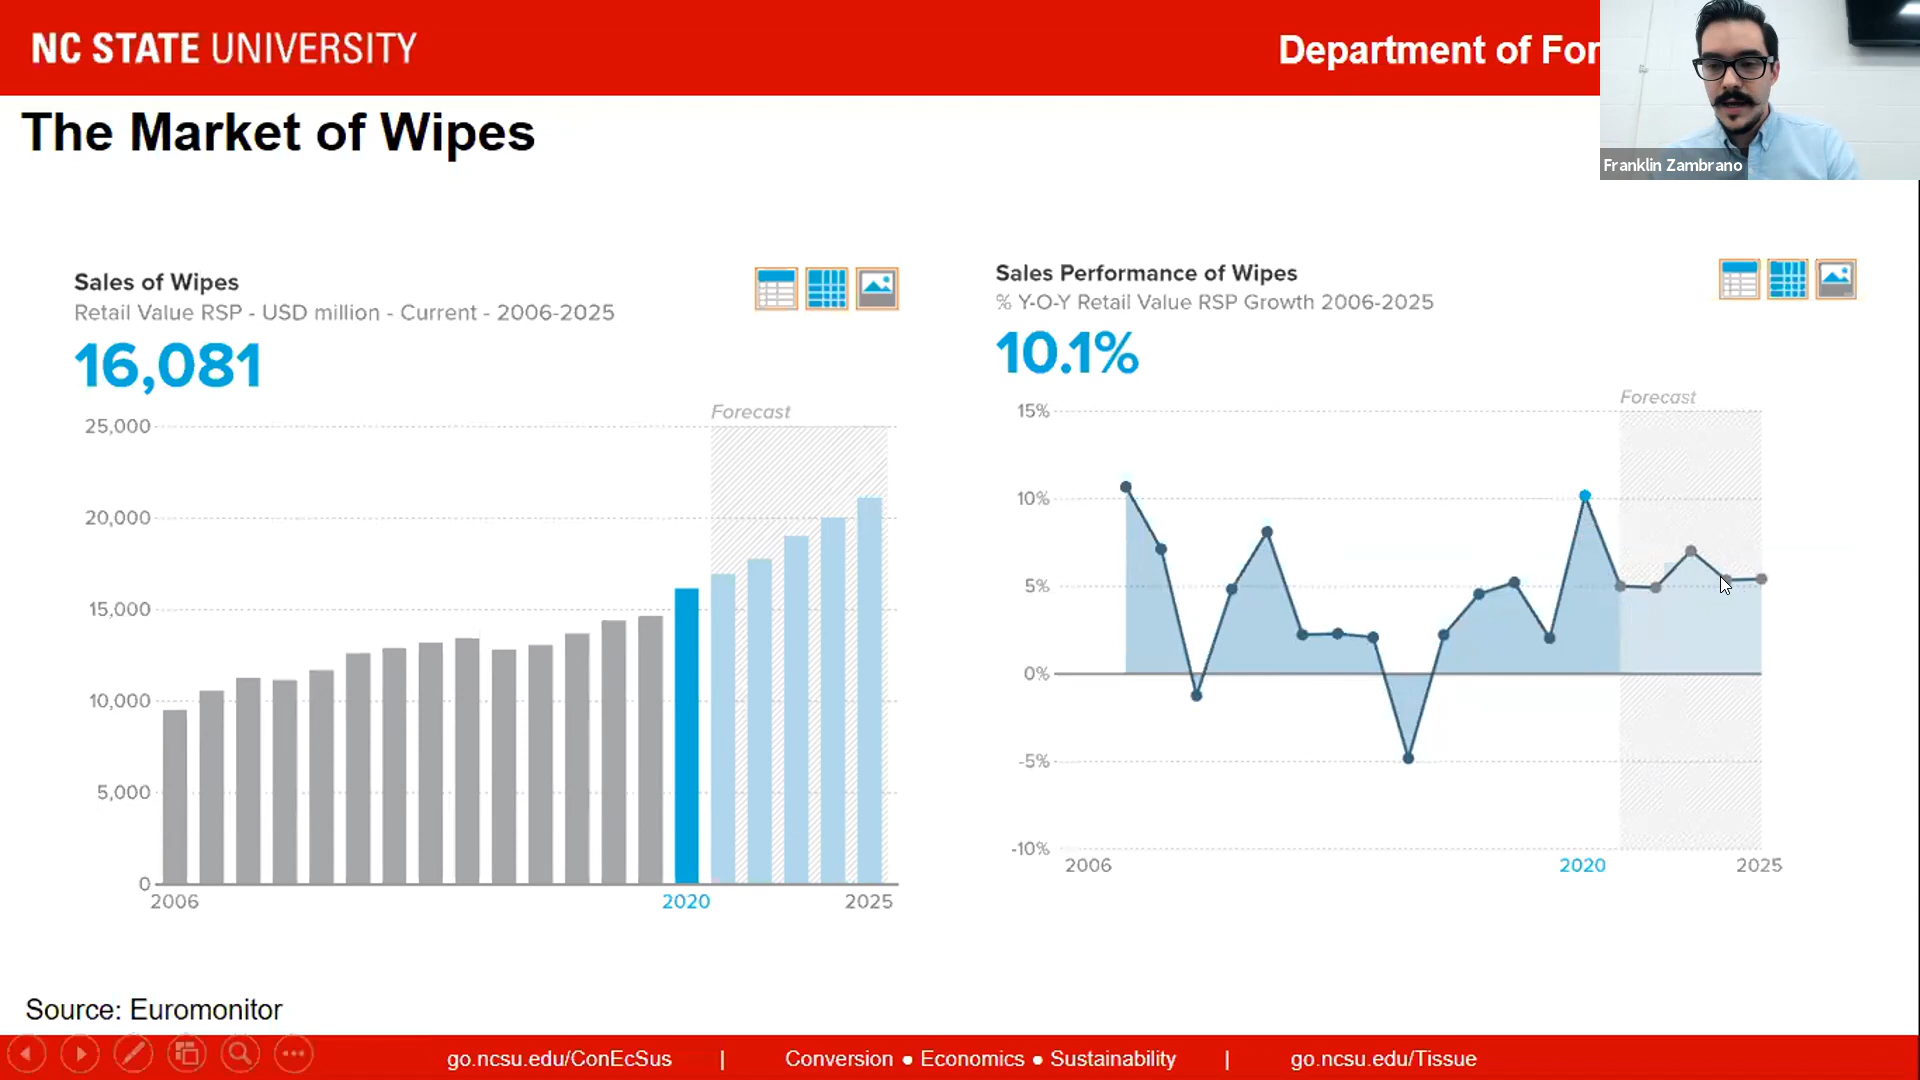 NC STATE UNIVERSITY
Department of For
Franklin Zambrano
The Market of Wipes
Sales of Wipes
Retail Value RSP - USD million - Current - 2006-2025
16,081
Forecast
25,000
20,000
15,000
10,000
5,000
0
2006
2020
2025
Sales Performance of Wipes
% Y-O-Y Retail Value RSP Growth 2006-2025
10.1%
Forecast
15%
10%
5%
0%
-5%
-10%
2006
2020
2025
Source: Euromonitor
go.ncsu.edu/ConEcSus | Conversion ● Economics ● Sustainability | go.ncsu.edu/Tissue